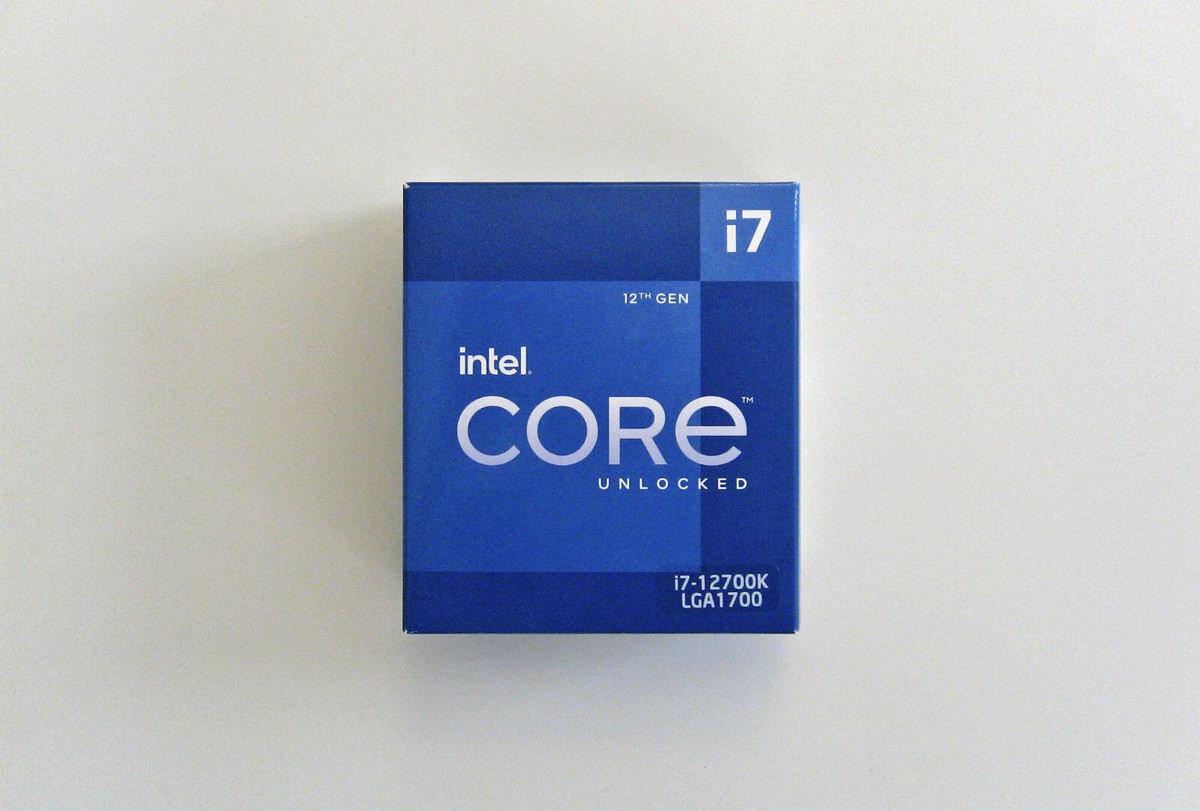 i7
12TH GEN
intel.
CORe™
UNLOCKED
i7-12700K
LGA1700